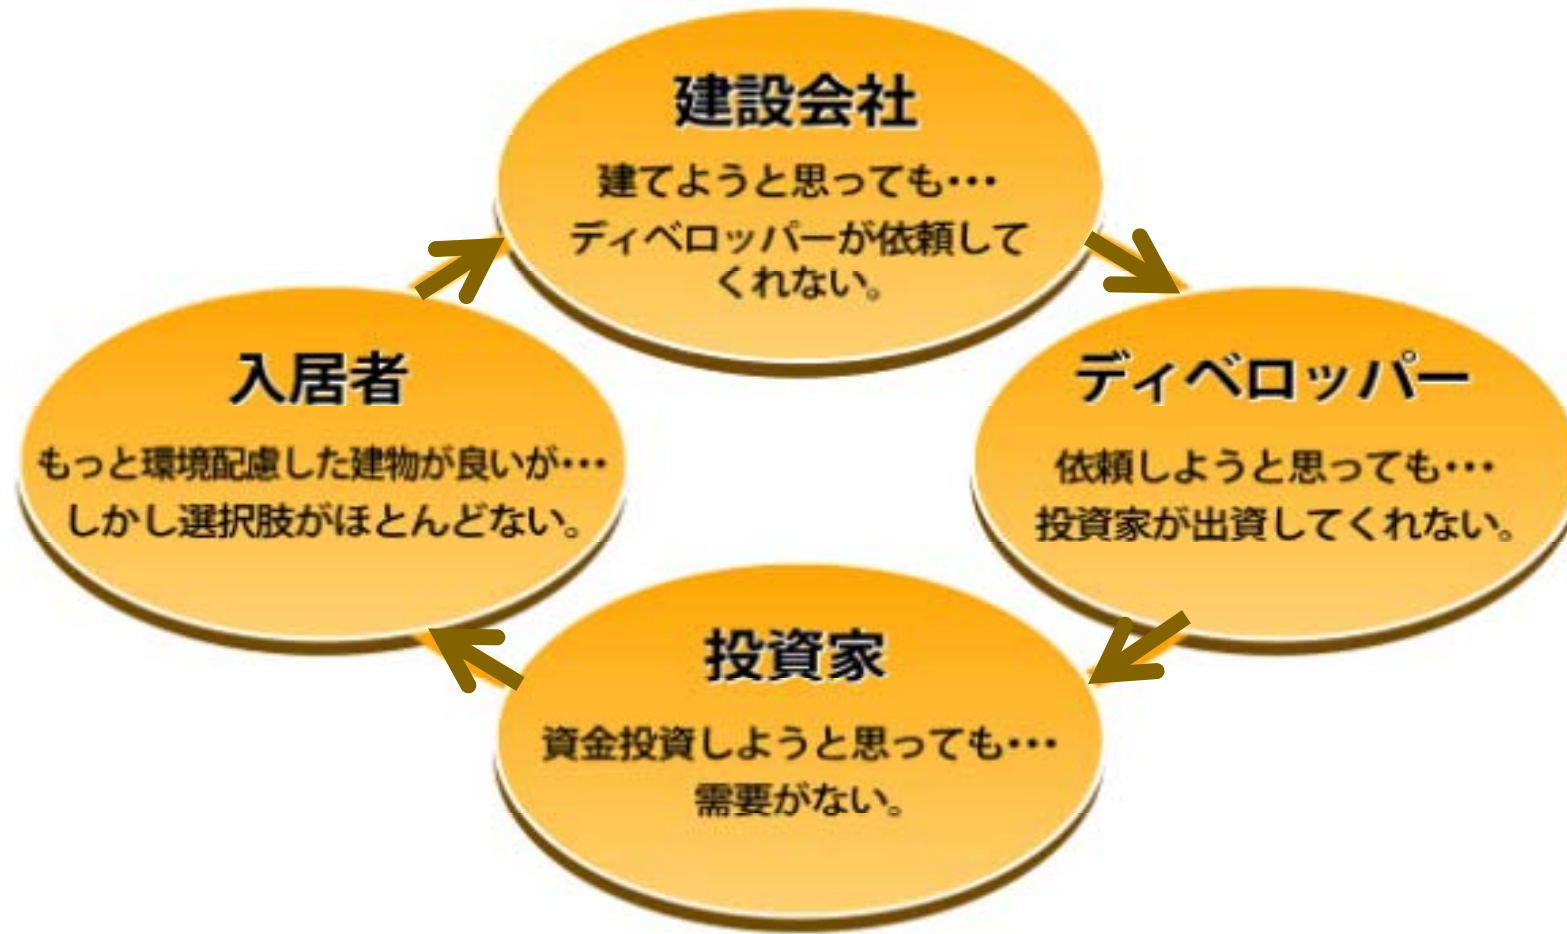 建設会社
建てようと思っても･･･
ディベロッパーが依頼して
くれない。
ディベロッパー
依頼しようと思っても･･･
投資家が出資してくれない。
投資家
資金投資しようと思っても･･･
需要がない。
入居者
もっと環境配慮した建物が良いが･･･
しかし選択肢がほとんどない。